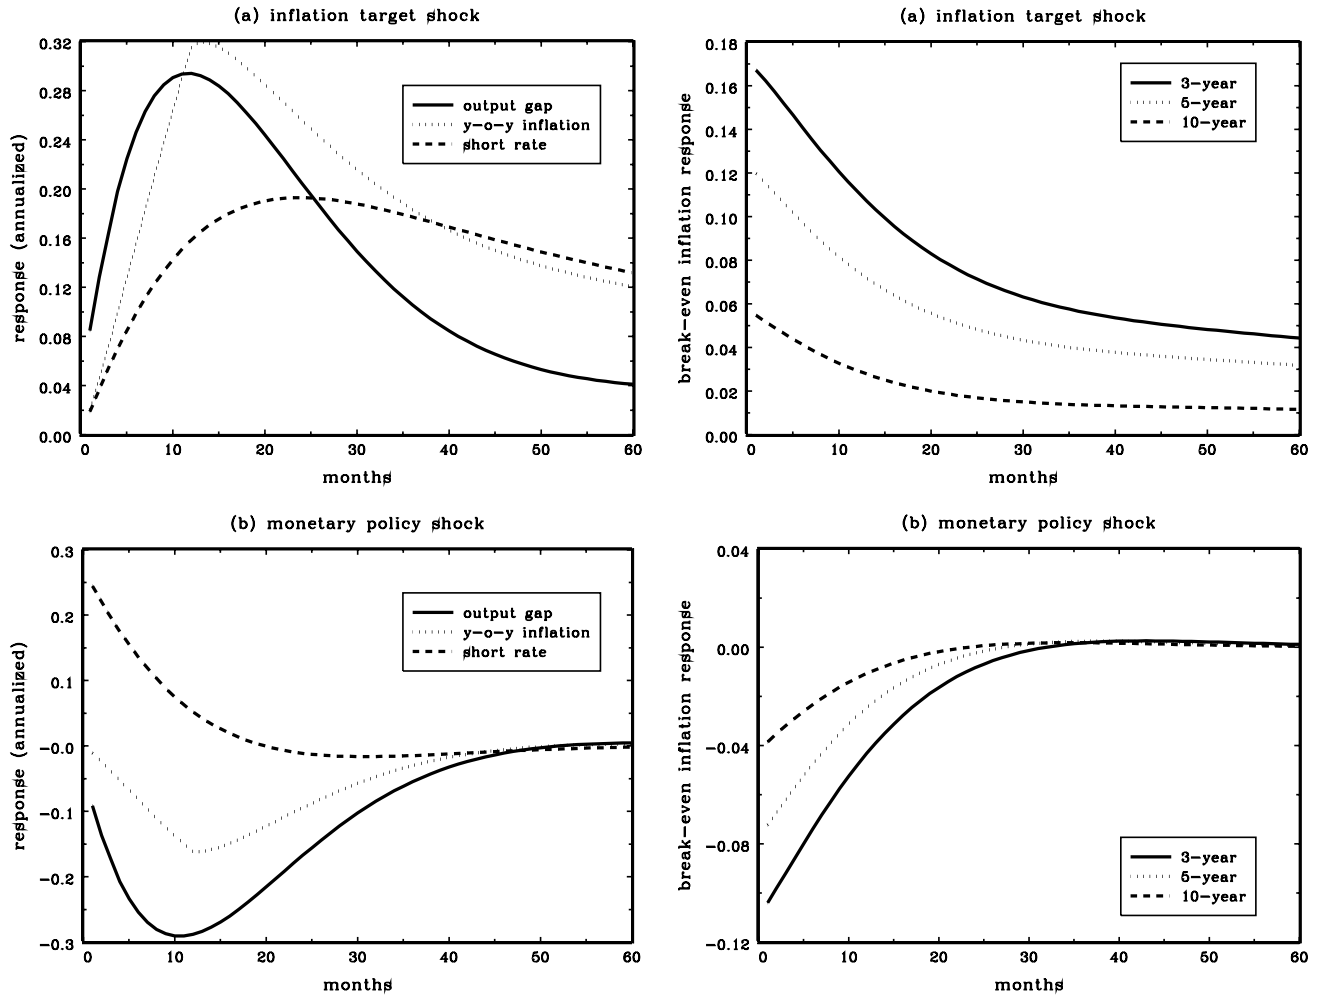 (a) inflation target shock
response (annualized)
0.32
0.28
0.24
0.20
0.16
0.12
0.08
0.04
0.00
output gap
y-o-y inflation
short rate
0 10 20 30 40 50 60
months
(a) inflation target shock
break-even inflation response
0.18
0.16
0.14
0.12
0.10
0.08
0.06
0.04
0.02
0.00
3-year
5-year
10-year
0 10 20 30 40 50 60
months
(b) monetary policy shock
response (annualized)
0.3
0.2
0.1
-0.0
-0.1
-0.2
-0.3
output gap
y-o-y inflation
short rate
0 10 20 30 40 50 60
months
(b) monetary policy shock
break-even inflation response
0.04
0.00
-0.04
-0.08
-0.12
3-year
5-year
10-year
0 10 20 30 40 50 60
months